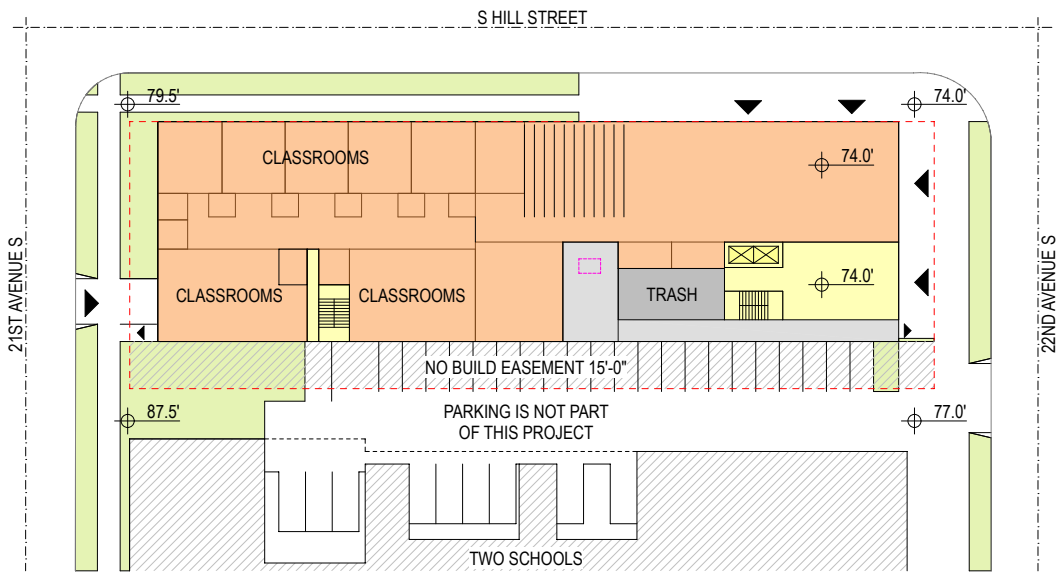 S HILL STREET
79.5'
74.0'
CLASSROOMS
74.0'
21ST AVENUE S
22ND AVENUE S
CLASSROOMS
CLASSROOMS
TRASH
74.0'
NO BUILD EASEMENT 15'-0"
87.5'
PARKING IS NOT PART
OF THIS PROJECT
77.0'
TWO SCHOOLS